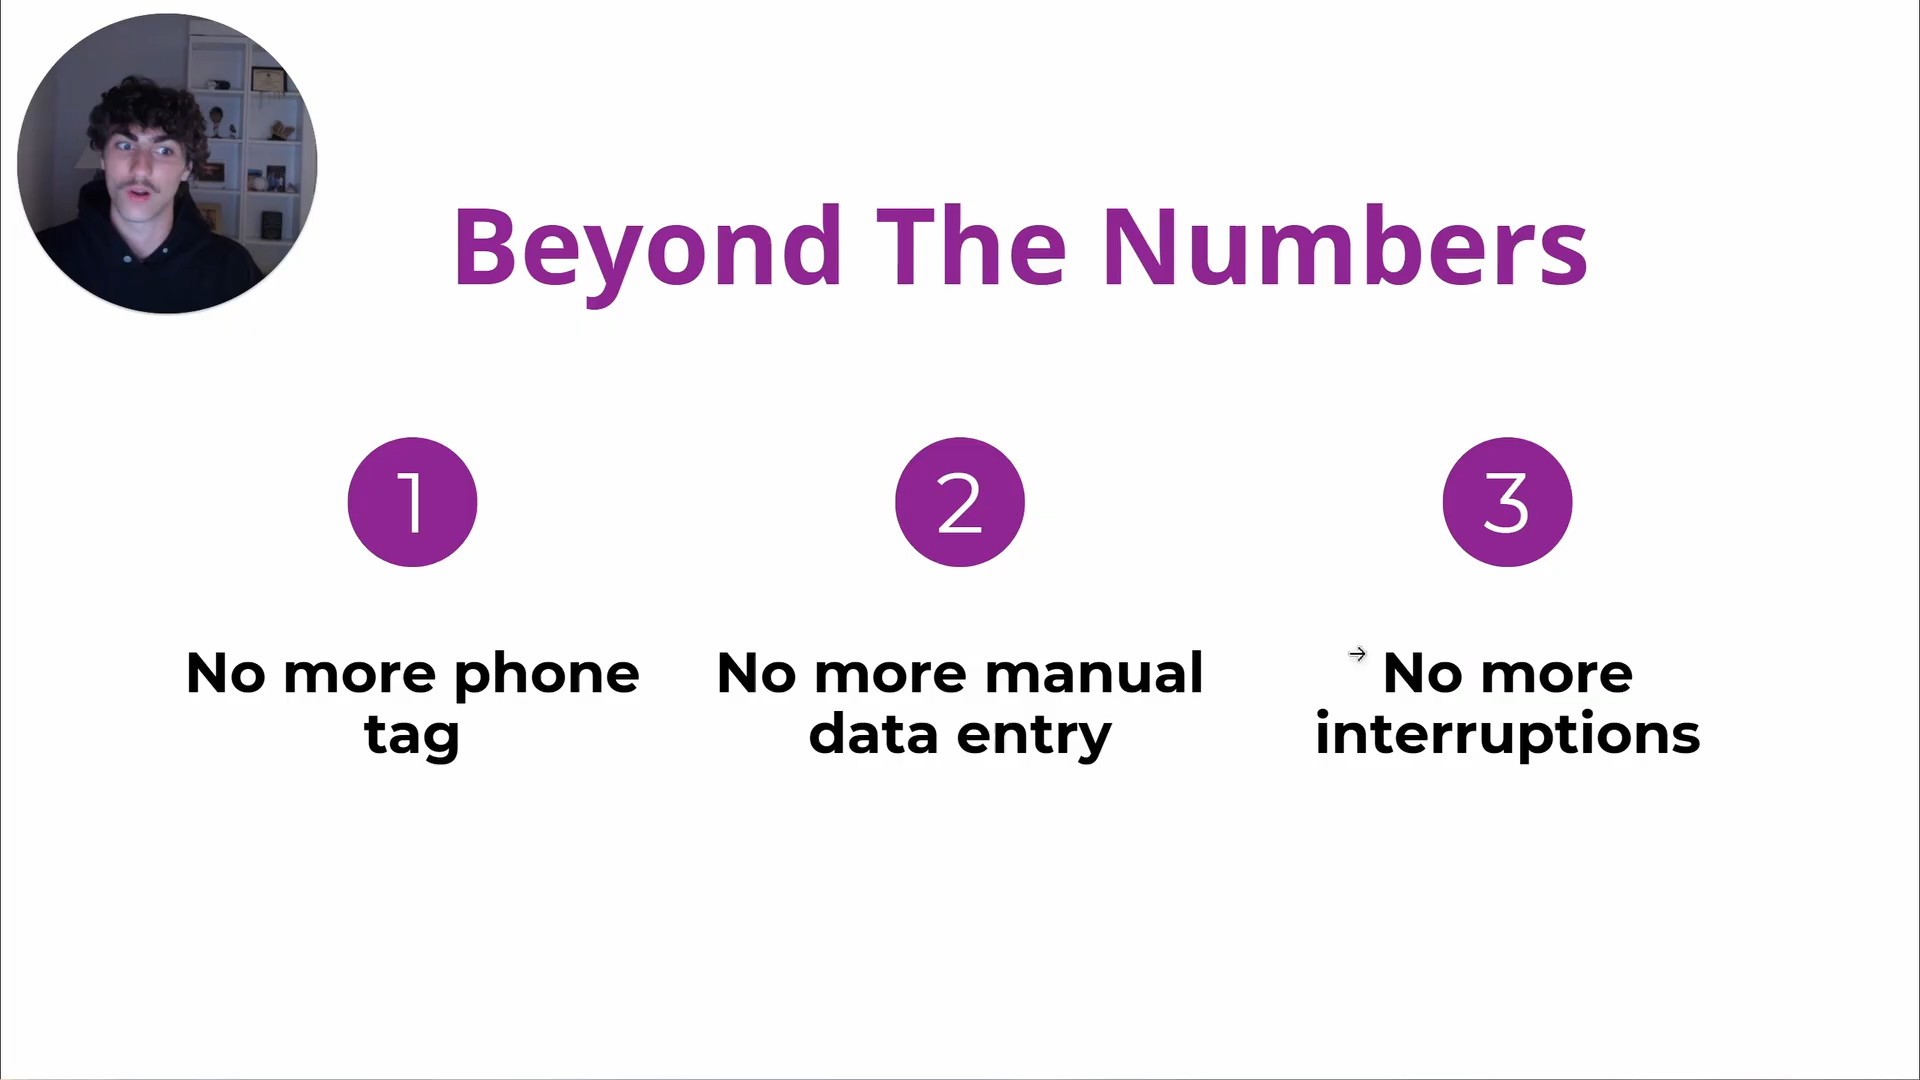 Beyond The Numbers
1
No more phone
tag
2
No more manual
data entry
3
No more
interruptions